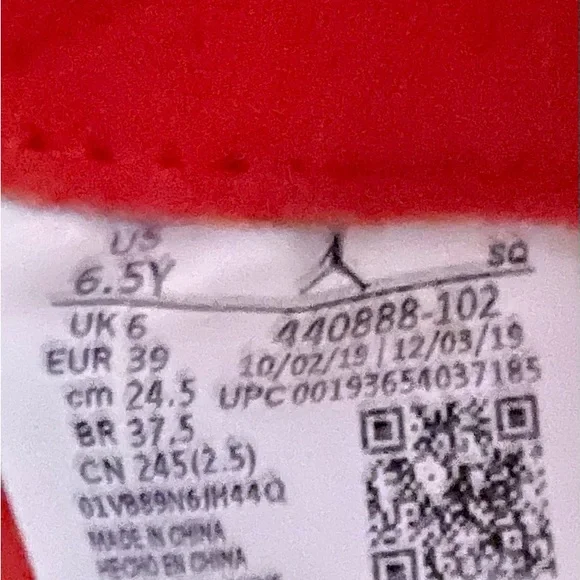 US
6.5Y
SQ
UK 6
EUR 39
cm 24.5
BR 37.5
CN 245(2.5)
440888-102
10/02/19 | 12/03/19
UPC 00193654037185
MADE IN CHINA
HECHO EN CHINA